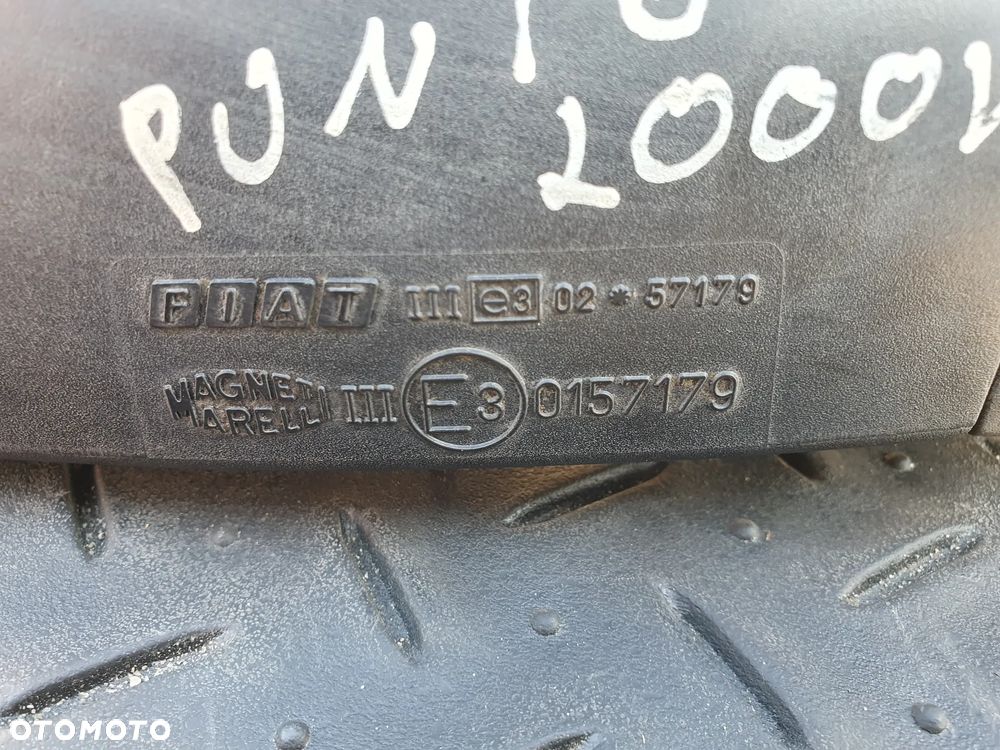 PUNTO
2000
FIAT III e3 02 * 57179
MAGNETI MARELLI III E3 0157179
OTOMOTO